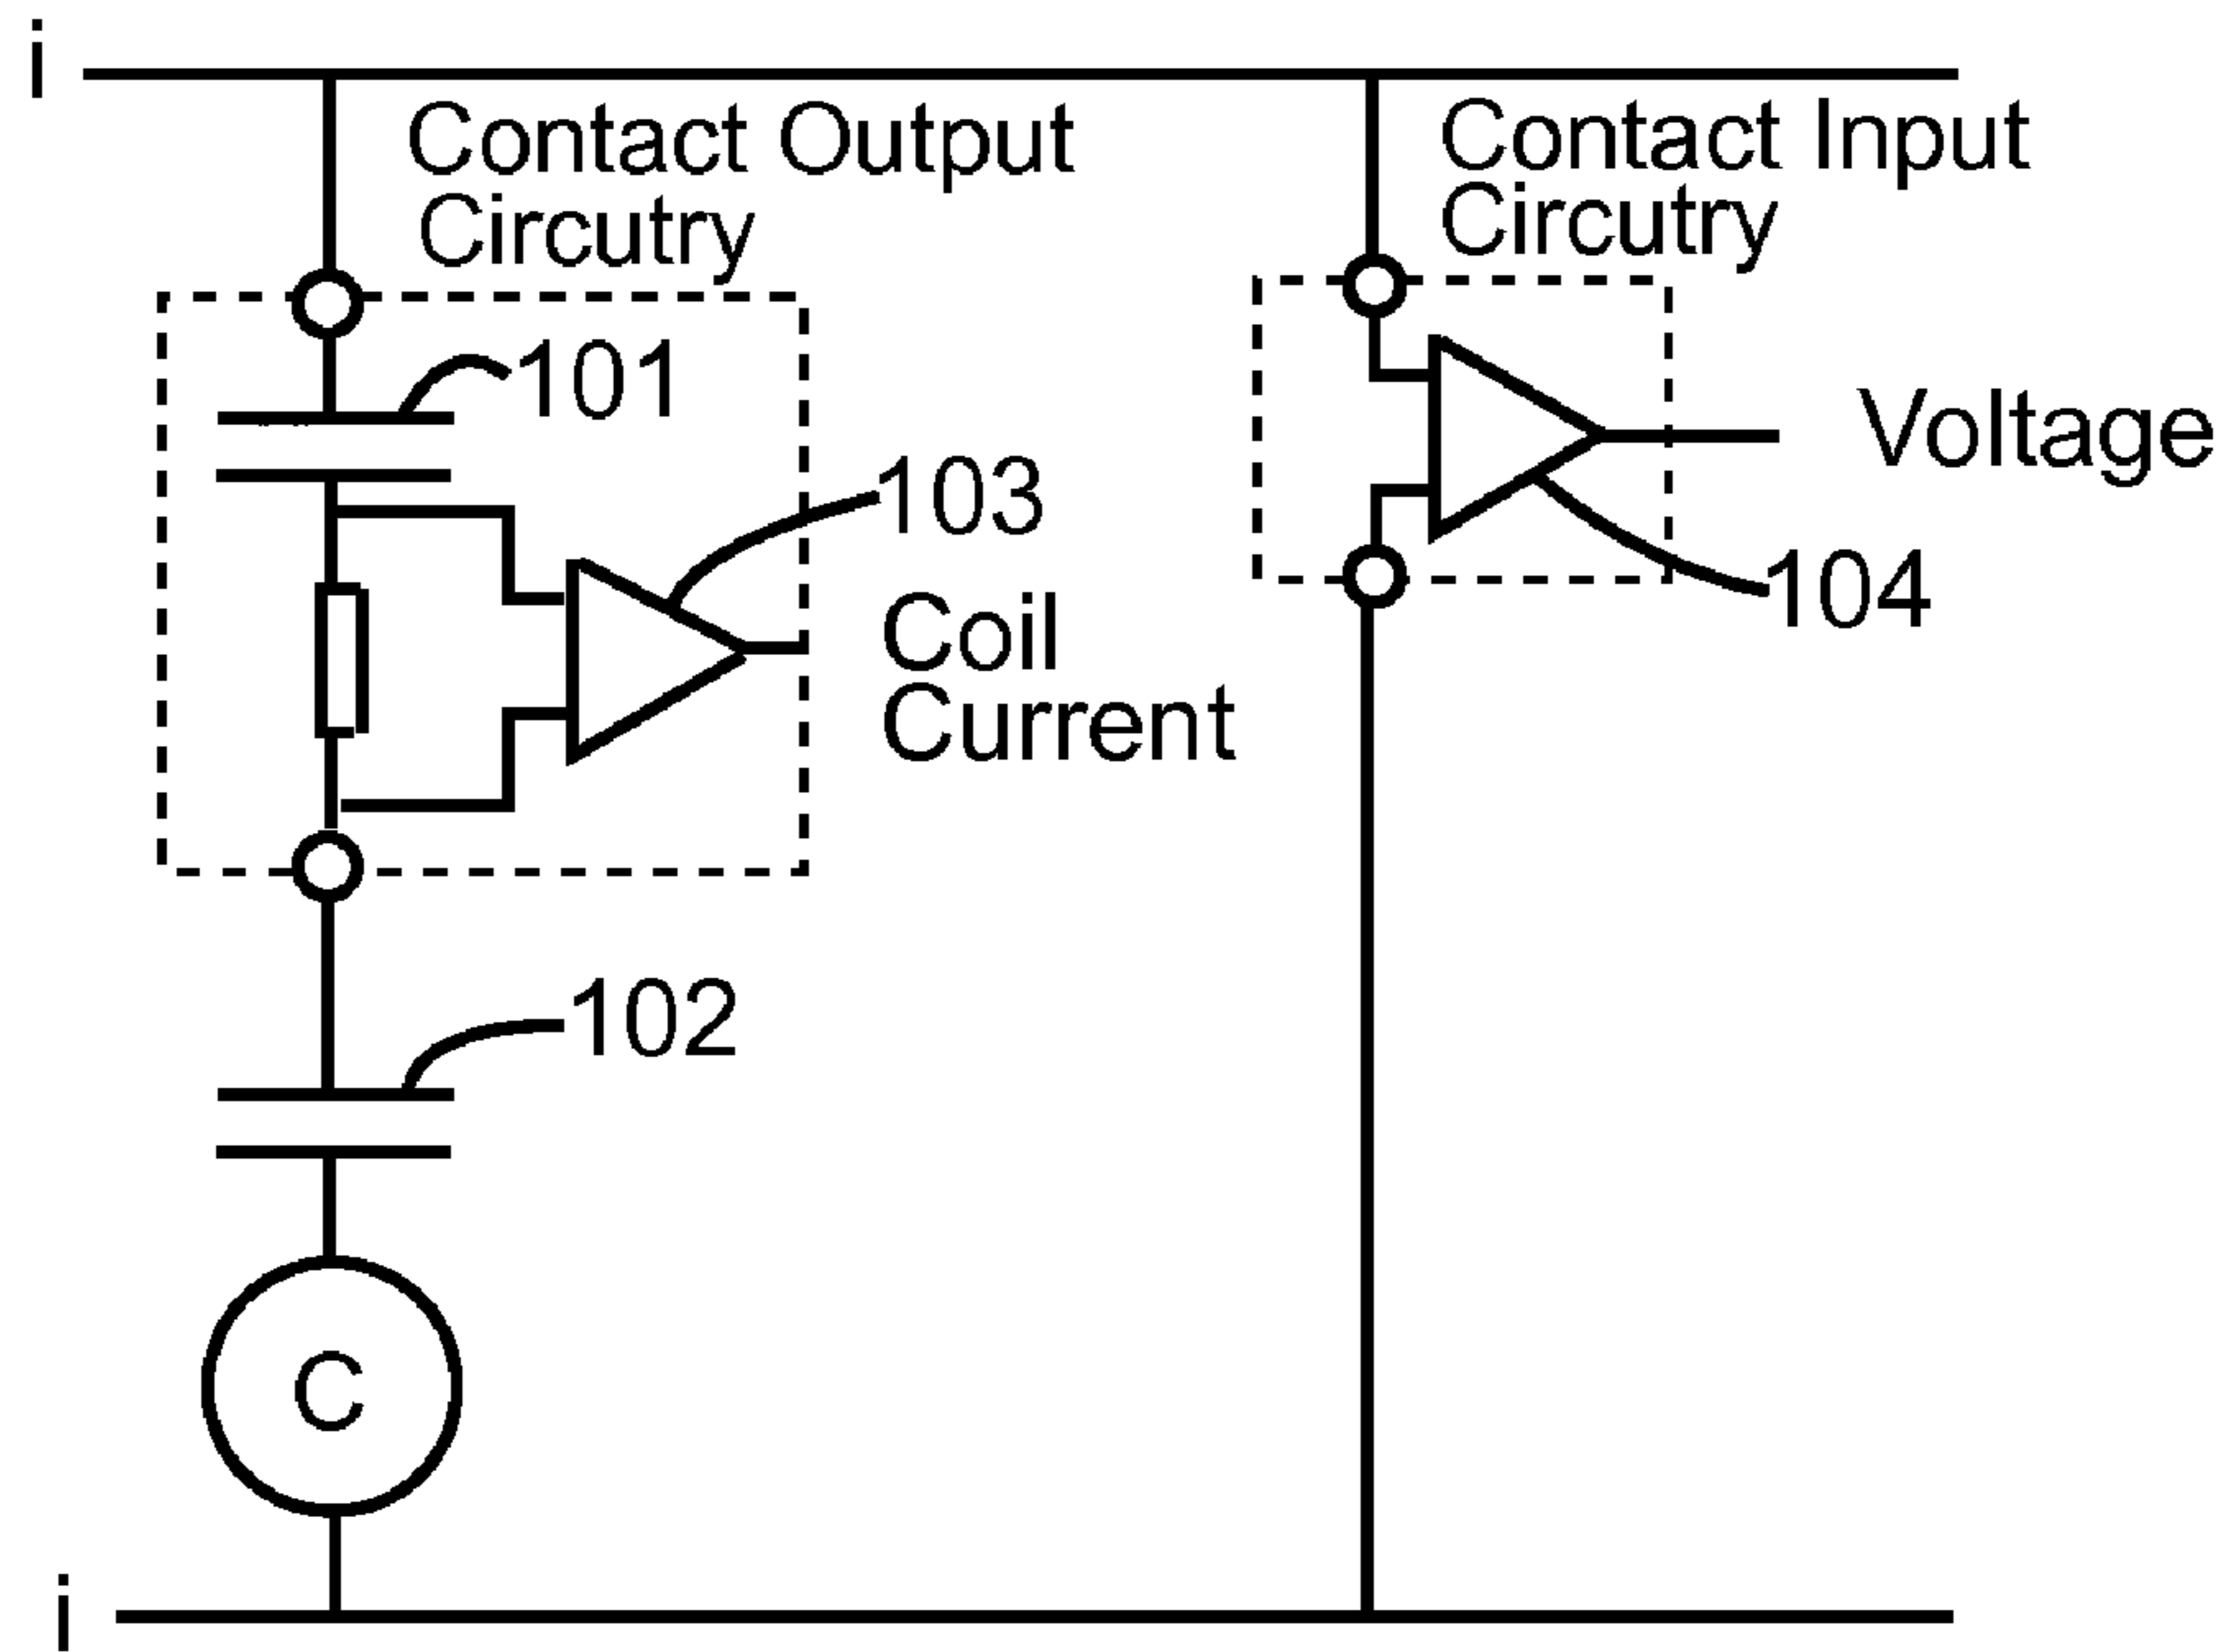 i
Contact Output
Circutry
Contact Input
Circutry
101
Voltage
103
104
Coil
Current
102
C
i